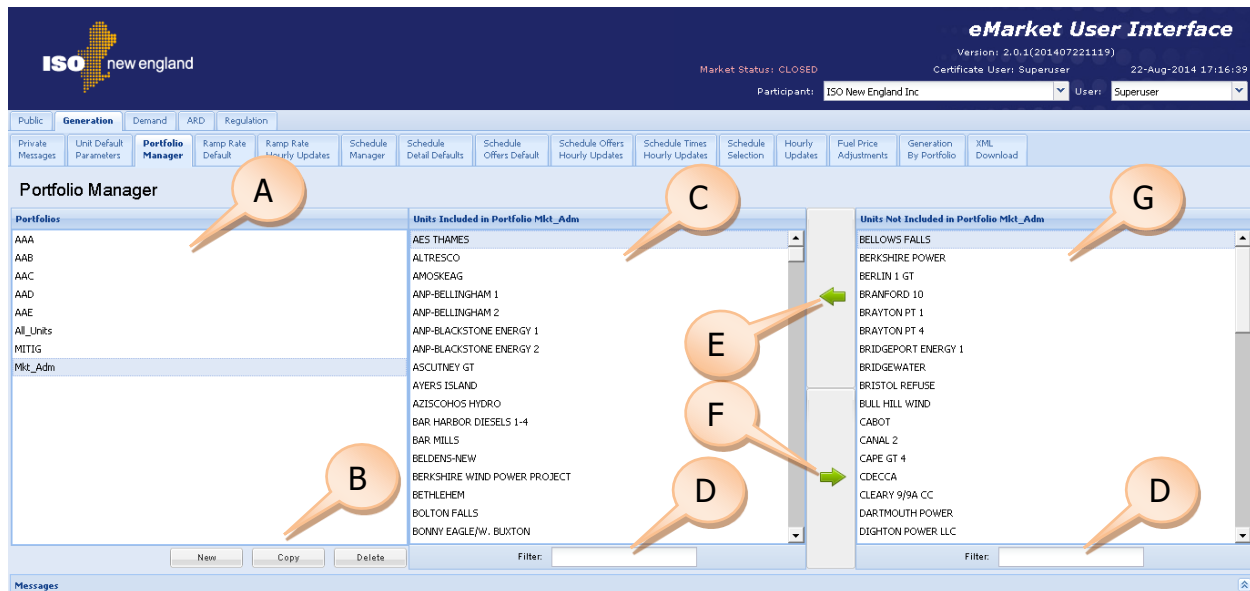 eMarket User Interface
ISO new england
Version: 2.0.1(201407221119)
Market Status: CLOSED Certificate User: Superuser 22-Aug-2014 17:16:39
Participant: ISO New England Inc User: Superuser
Public Generation Demand ARD Regulation
Private Messages Unit Default Parameters Portfolio Manager Ramp Rate Default Ramp Rate Hourly Updates Schedule Manager Schedule Detail Defaults Schedule Offers Default Schedule Offers Hourly Updates Schedule Times Hourly Updates Schedule Selection Hourly Updates Fuel Price Adjustments Generation By Portfolio XML Download
Portfolio Manager
A
C
G
Portfolios
AAA
AAB
AAC
AAD
AAE
All_Units
MITIG
Mkt_Adm
B
New Copy Delete
Units Included in Portfolio Mkt_Adm
AES THAMES
ALTRESCO
AMOSKEAG
ANP-BELLINGHAM 1
ANP-BELLINGHAM 2
ANP-BLACKSTONE ENERGY 1
ANP-BLACKSTONE ENERGY 2
ASCUTNEY GT
AYERS ISLAND
AZISCOHOS HYDRO
BAR HARBOR DIESELS 1-4
BAR MILLS
BELDENS-NEW
BERKSHIRE WIND POWER PROJECT
BETHLEHEM
BOLTON FALLS
BONNY EAGLE/W. BUXTON
D
Filter:
E
F
Units Not Included in Portfolio Mkt_Adm
BELLOWS FALLS
BERKSHIRE POWER
BERLIN 1 GT
BRANFORD 10
BRAYTON PT 1
BRAYTON PT 4
BRIDGEPORT ENERGY 1
BRIDGEWATER
BRISTOL REFUSE
BULL HILL WIND
CABOT
CANAL 2
CAPE GT 4
CDECCA
CLEARY 9/9A CC
DARTMOUTH POWER
DIGHTON POWER LLC
D
Filter:
Messages